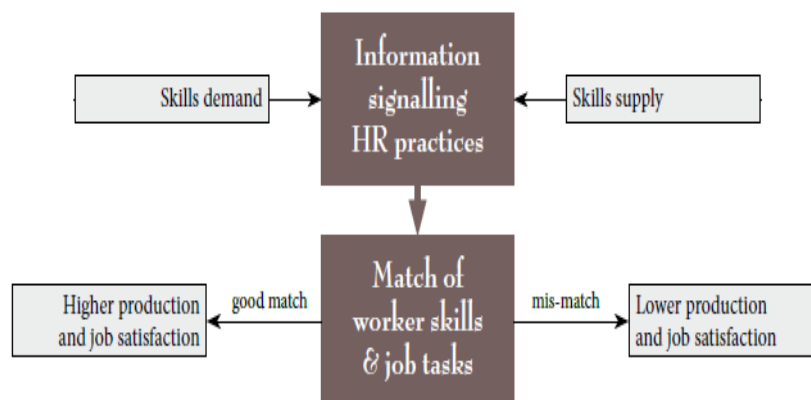 Information
signalling
HR practices
Skills demand
Skills supply
Match of
worker skills
& job tasks
good match
mis-match
Higher production
and job satisfaction
Lower production
and job satisfaction